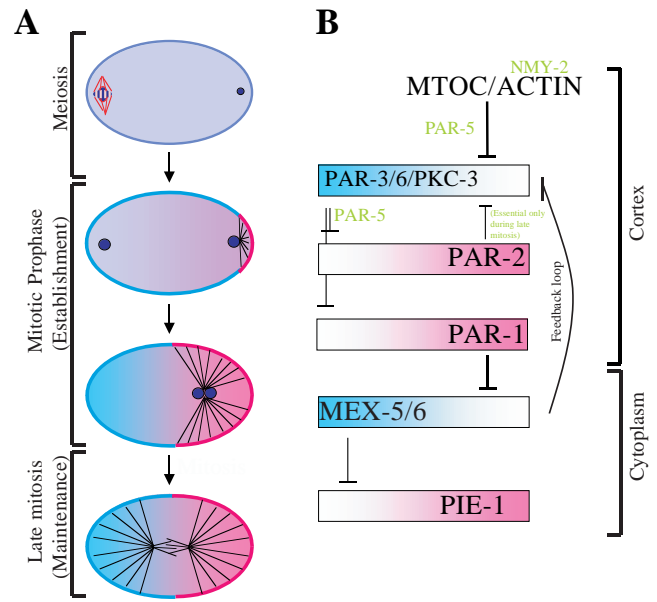 A
Meiosis
Mitotic Prophase
(Establishment)
Late mitosis
(Maintenance)
B
NMY-2
MTOC/ACTIN
PAR-5
PAR-3/6/PKC-3
PAR-5
(Essential only
during late
mitosis)
PAR-2
PAR-1
MEX-5/6
PIE-1
Feedback loop
Cortex
Cytoplasm